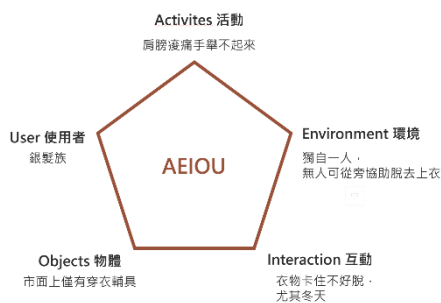 Activites 活動
肩膀痠痛手舉不起來
User 使用者
銀髮族
AEIOU
Environment 環境
獨自一人，
無人可從旁協助脫去上衣
Objects 物體
市面上僅有穿衣輔具
Interaction 互動
衣物卡住不好脫，
尤其冬天